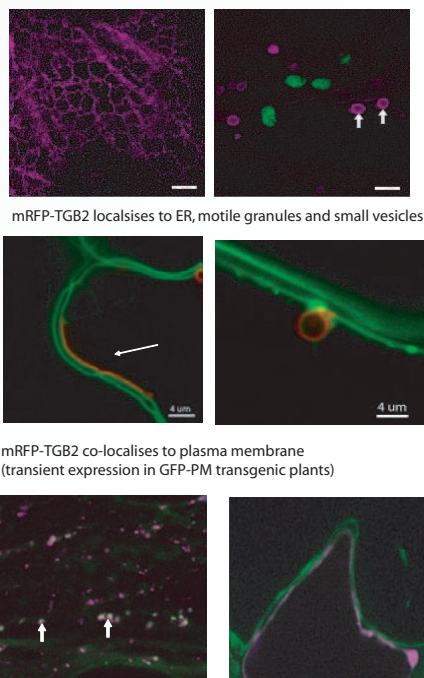 mRFP-TGB2 localsises to ER, motile granules and small vesicles
4 um
4 um
mRFP-TGB2 co-localises to plasma membrane
(transient expression in GFP-PM transgenic plants)